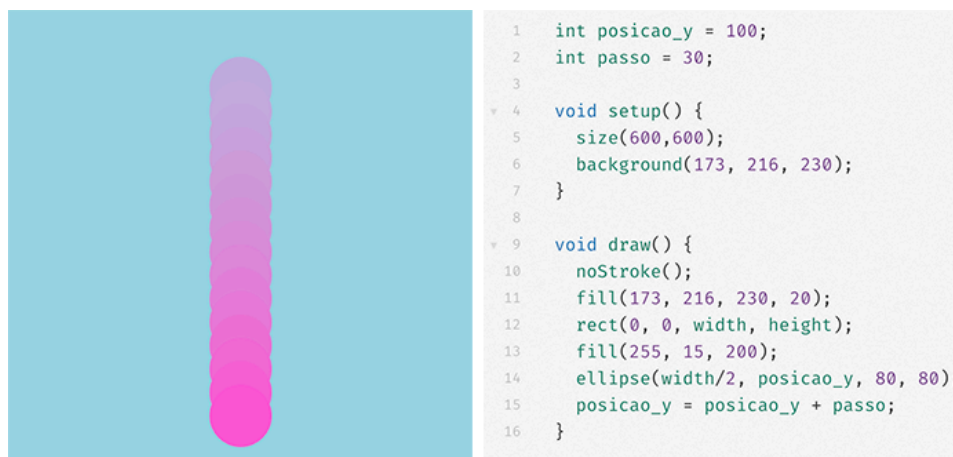 1 int posicao_y = 100;
2 int passo = 30;
3
4 void setup() {
5 size(600,600);
6 background(173, 216, 230);
7 }
8
9 void draw() {
10 noStroke();
11 fill(173, 216, 230, 20);
12 rect(0, 0, width, height);
13 fill(255, 15, 200);
14 ellipse(width/2, posicao_y, 80, 80)
15 posicao_y = posicao_y + passo;
16 }